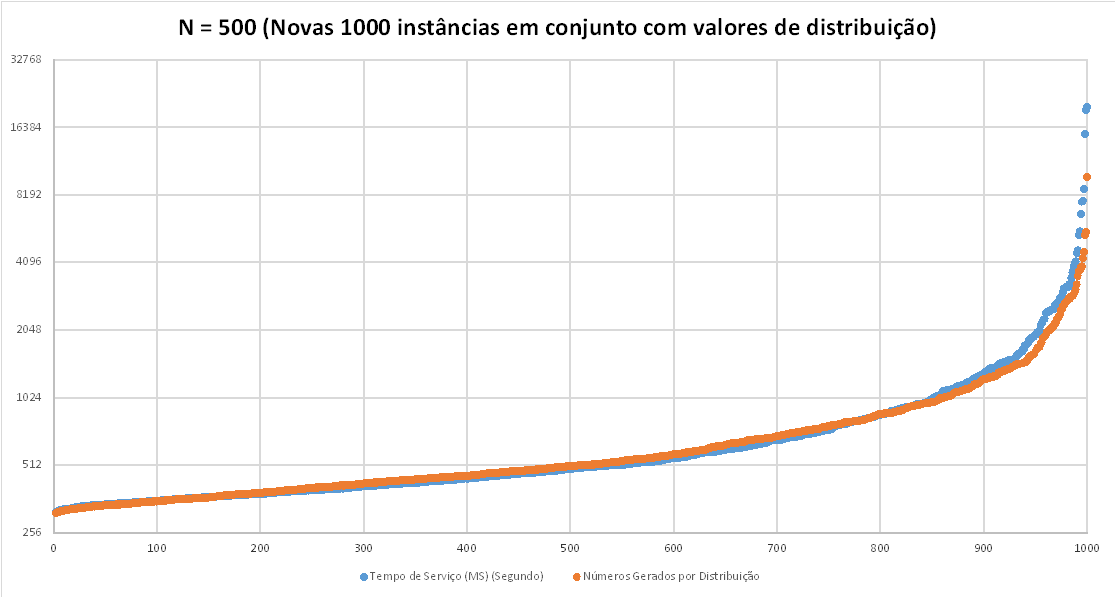 N = 500 (Novas 1000 instâncias em conjunto com valores de distribuição)
32768
16384
8192
4096
2048
1024
512
256
0 100 200 300 400 500 600 700 800 900 1000
Tempo de Serviço (MS) (Segundo) Números Gerados por Distribuição